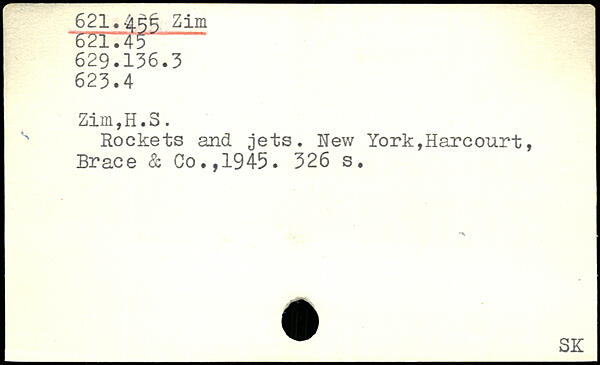 621.455 Zim
621.45
629.136.3
623.4
Zim,H.S.
Rockets and jets. New York,Harcourt,
Brace & Co.,1945. 326 s.
SK